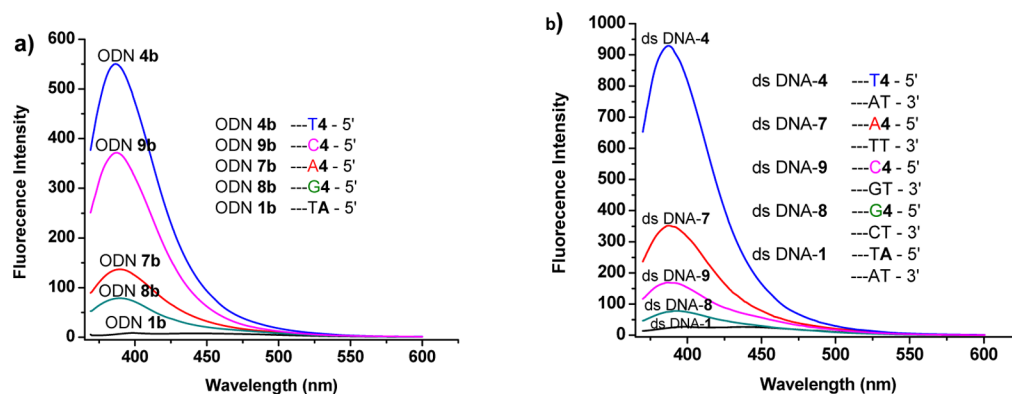 a)
ODN 4b
ODN 9b
ODN 7b
ODN 8b
ODN 1b
ODN 4b ---T4 - 5'
ODN 9b ---C4 - 5'
ODN 7b ---A4 - 5'
ODN 8b ---G4 - 5'
ODN 1b ---TA - 5'
600
500
400
300
200
100
0
400 450 500 550 600
Fluorecence Intensity
Wavelength (nm)
b)
ds DNA-4
ds DNA-7
ds DNA-9
ds DNA-8
ds DNA-1
ds DNA-4 ---T4 - 5'
---AT - 3'
ds DNA-7 ---A4 - 5'
---TT - 3'
ds DNA-9 ---C4 - 5'
---GT - 3'
ds DNA-8 ---G4 - 5'
---CT - 3'
ds DNA-1 ---TA - 5'
---AT - 3'
1000
900
800
700
600
500
400
300
200
100
0
400 450 500 550 600
Fluorecence Intensity
Wavelength (nm)